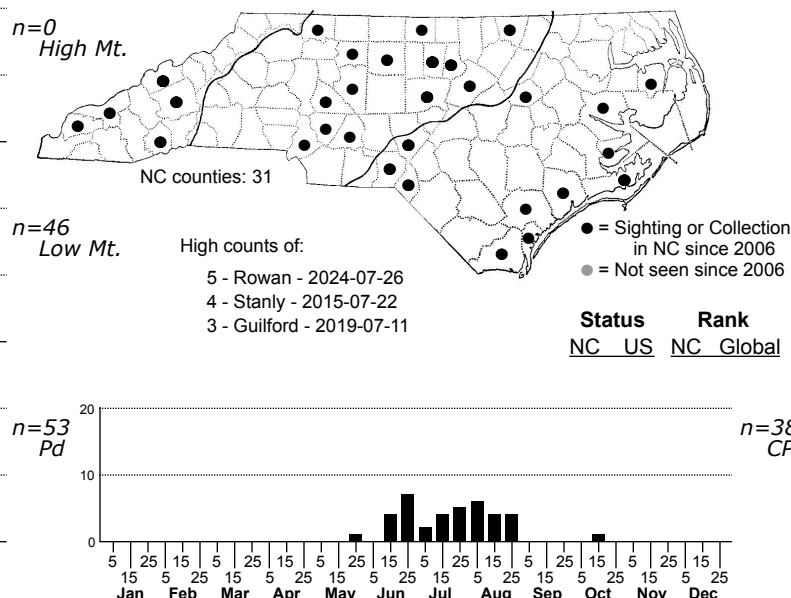 n=0
High Mt.
NC counties: 31
n=46
Low Mt.
High counts of:
5 - Rowan - 2024-07-26
4 - Stanly - 2015-07-22
3 - Guilford - 2019-07-11
● = Sighting or Collection
in NC since 2006
● = Not seen since 2006
Status Rank
NC US NC Global
n=53
Pd
n=38
CP
20
10
0
5 25 15 5 25 15 5 25 15 5 25 15 5 25 15 5 25 15
15 5 25 15 5 25 15 5 25 15 5 25 15 5 25 15 5 25
Jan Feb Mar Apr May Jun Jul Aug Sep Oct Nov Dec